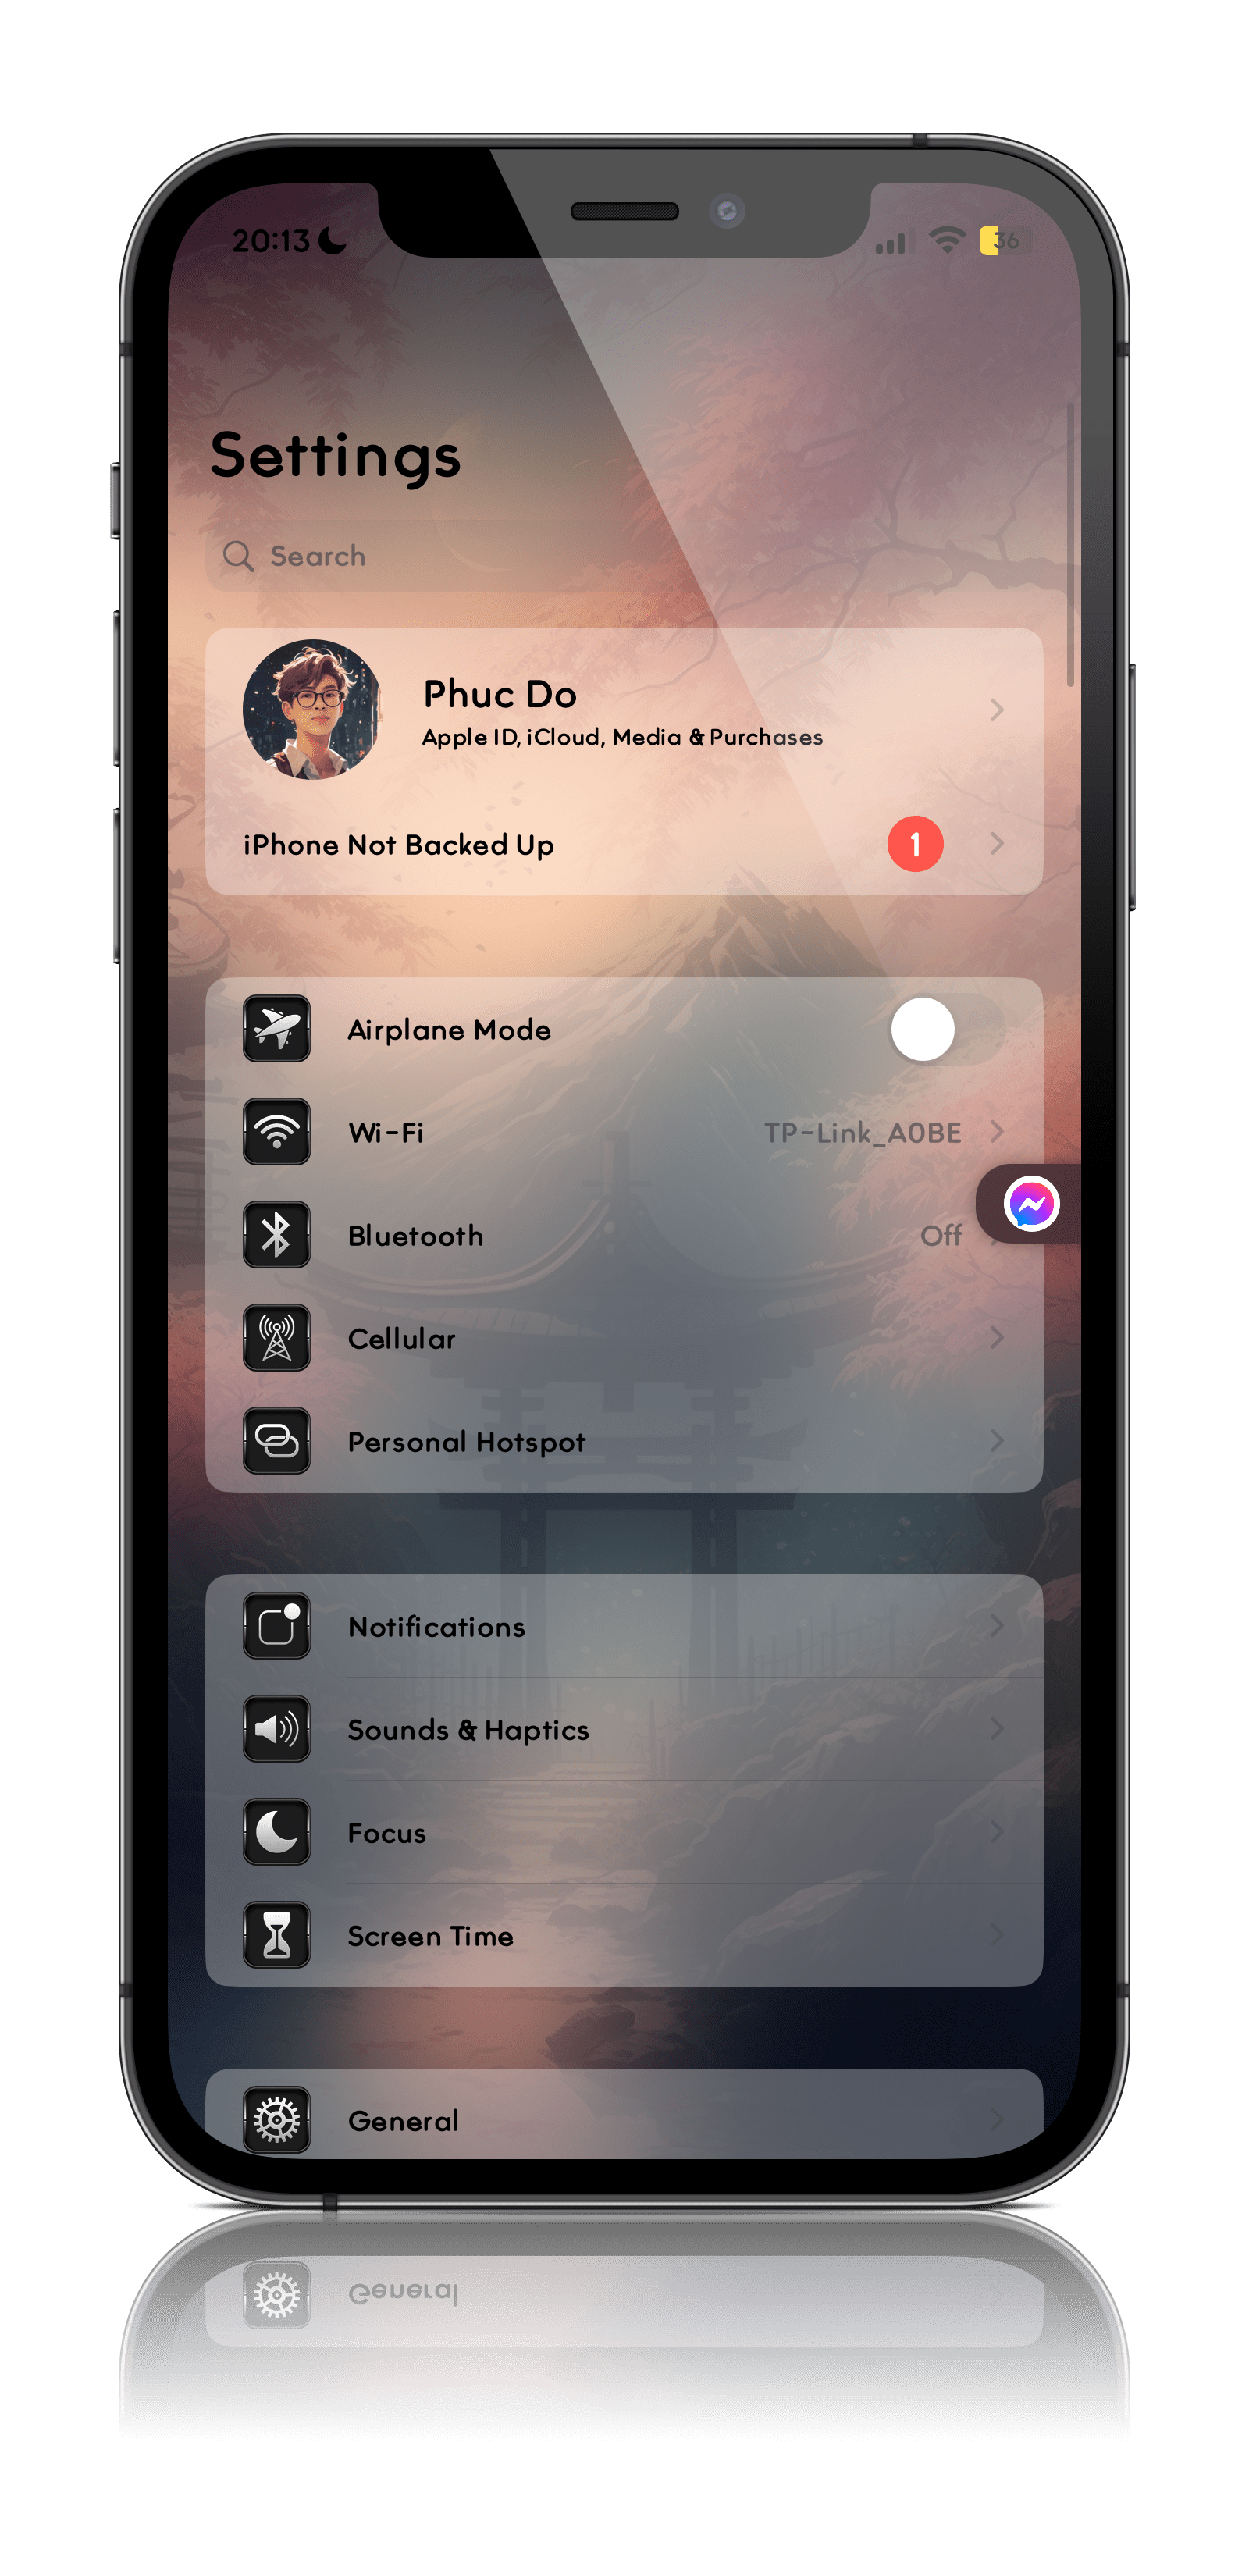 20:13
36
Settings
Search
Phuc Do
Apple ID, iCloud, Media & Purchases
iPhone Not Backed Up 1
Airplane Mode
Wi-Fi TP-Link_A0BE
Bluetooth Off
Cellular
Personal Hotspot
Notifications
Sounds & Haptics
Focus
Screen Time
General
General